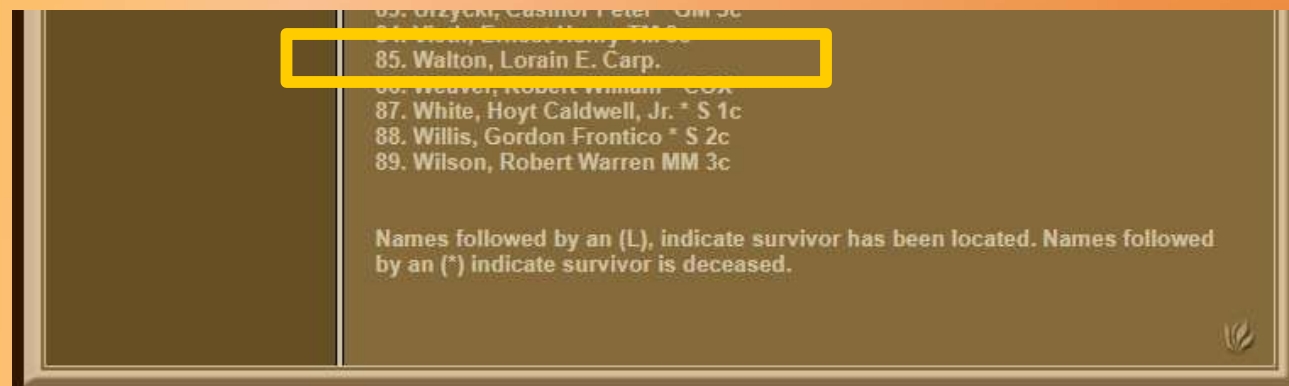 85. Walton, Lorain E. Carp.
87. White, Hoyt Caldwell, Jr. * S 1c
88. Willis, Gordon Frontico * S 2c
89. Wilson, Robert Warren MM 3c
Names followed by an (L), indicate survivor has been located. Names followed
by an (*) indicate survivor is deceased.